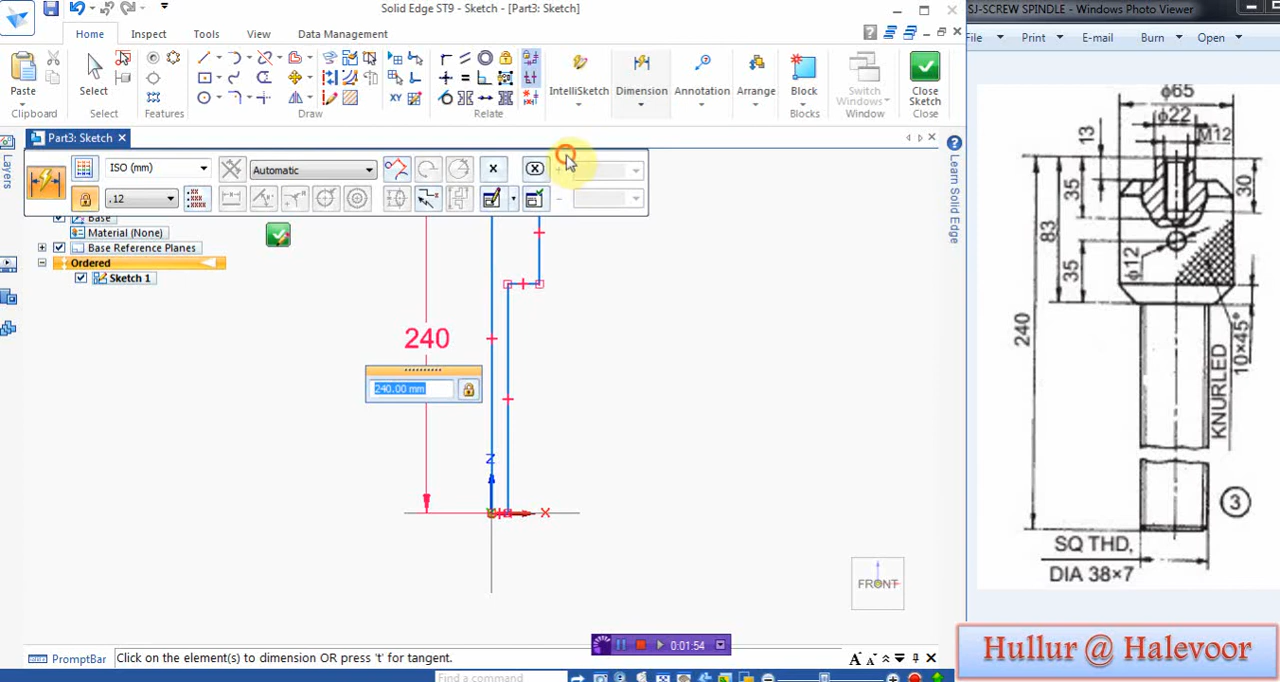 Solid Edge ST9 - Sketch - [Part3: Sketch]
SJ-SCREW SPINDLE - Windows Photo Viewer
Home
Inspect
Tools
View
Data Management
File
Print
E-mail
Burn
Open
Paste
Select
IntelliSketch
Dimension
Annotation
Arrange
Block
Switch
Windows
Close
Sketch
Clipboard
Select
Features
Draw
Relate
Blocks
Window
Close
Part3: Sketch
Layers
Learn Solid Edge
ISO (mm)
Automatic
.12
Base
Material (None)
Base Reference Planes
Ordered
Sketch 1
240
240.00 mm
Z
X
FRONT
ϕ65
ϕ22
M12
13
35
30
83
35
ϕ12
240
KNURLED
10×45°
3
SQ THD,
DIA 38×7
0:01:54
PromptBar
Click on the element(s) to dimension OR press 't' for tangent.
Find a command
Hullur @ Halevoor